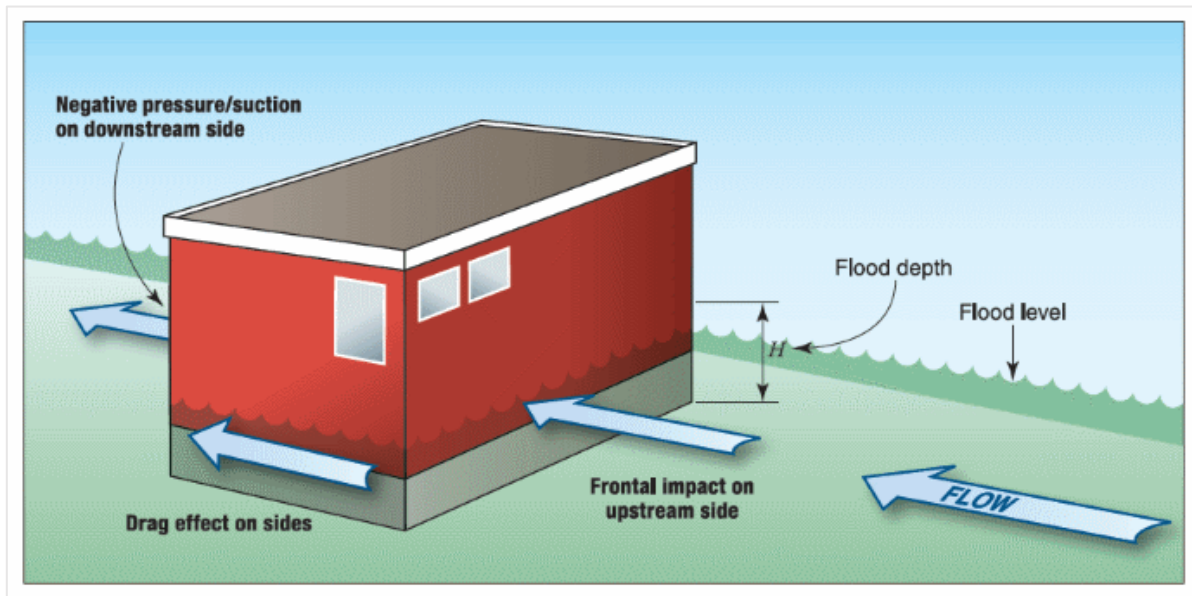 Negative pressure/suction
on downstream side
Flood depth
Flood level
H
Frontal impact on
upstream side
FLOW
Drag effect on sides